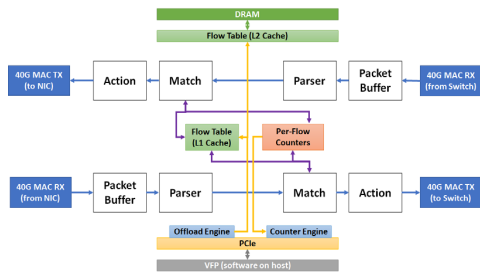 DRAM
Flow Table (L2 Cache)
40G MAC TX
(to NIC)
Action
Match
Parser
Packet
Buffer
40G MAC RX
(from Switch)
Flow Table
(L1 Cache)
Per-Flow
Counters
40G MAC RX
(from NIC)
Packet
Buffer
Parser
Match
Action
40G MAC TX
(to Switch)
Offload Engine
Counter Engine
PCIe
VFP (software on host)